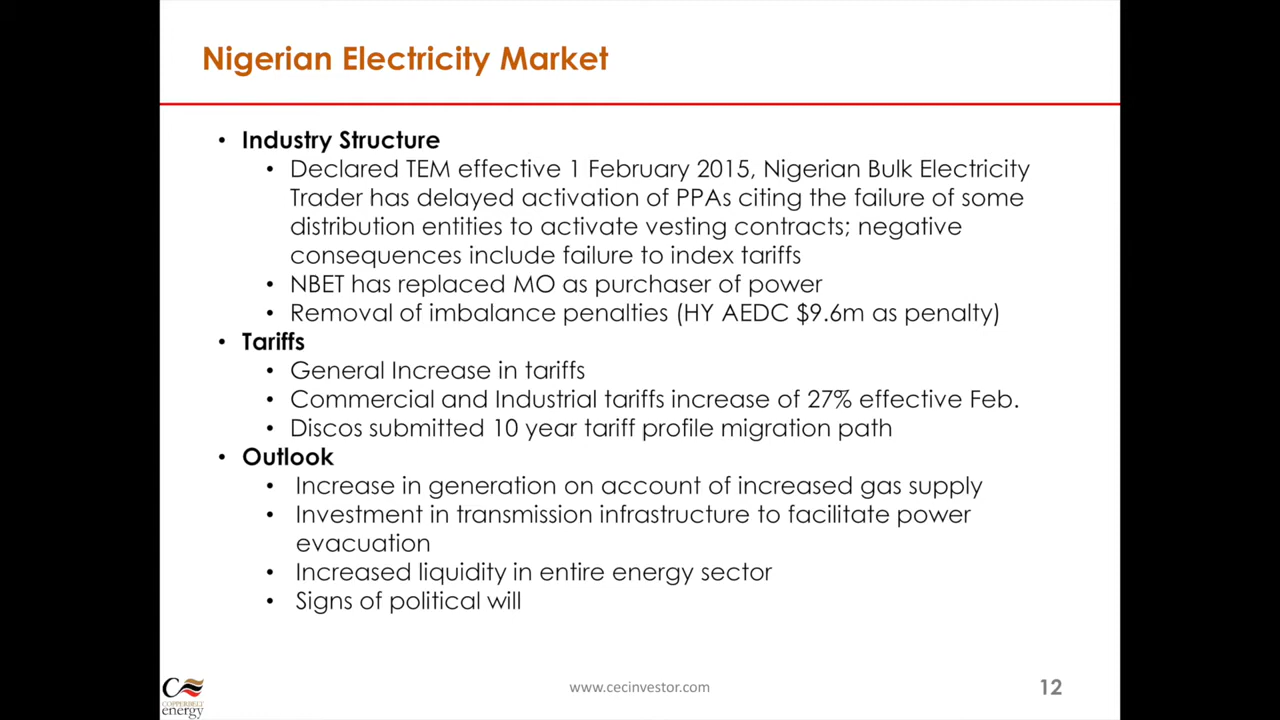 Nigerian Electricity Market
• Industry Structure
• Declared TEM effective 1 February 2015, Nigerian Bulk Electricity
Trader has delayed activation of PPAs citing the failure of some
distribution entities to activate vesting contracts; negative
consequences include failure to index tariffs
• NBET has replaced MO as purchaser of power
• Removal of imbalance penalties (HY AEDC $9.6m as penalty)
• Tariffs
• General Increase in tariffs
• Commercial and Industrial tariffs increase of 27% effective Feb.
• Discos submitted 10 year tariff profile migration path
• Outlook
• Increase in generation on account of increased gas supply
• Investment in transmission infrastructure to facilitate power
evacuation
• Increased liquidity in entire energy sector
• Signs of political will
COPPERBELT
energy
www.cecinvestor.com
12